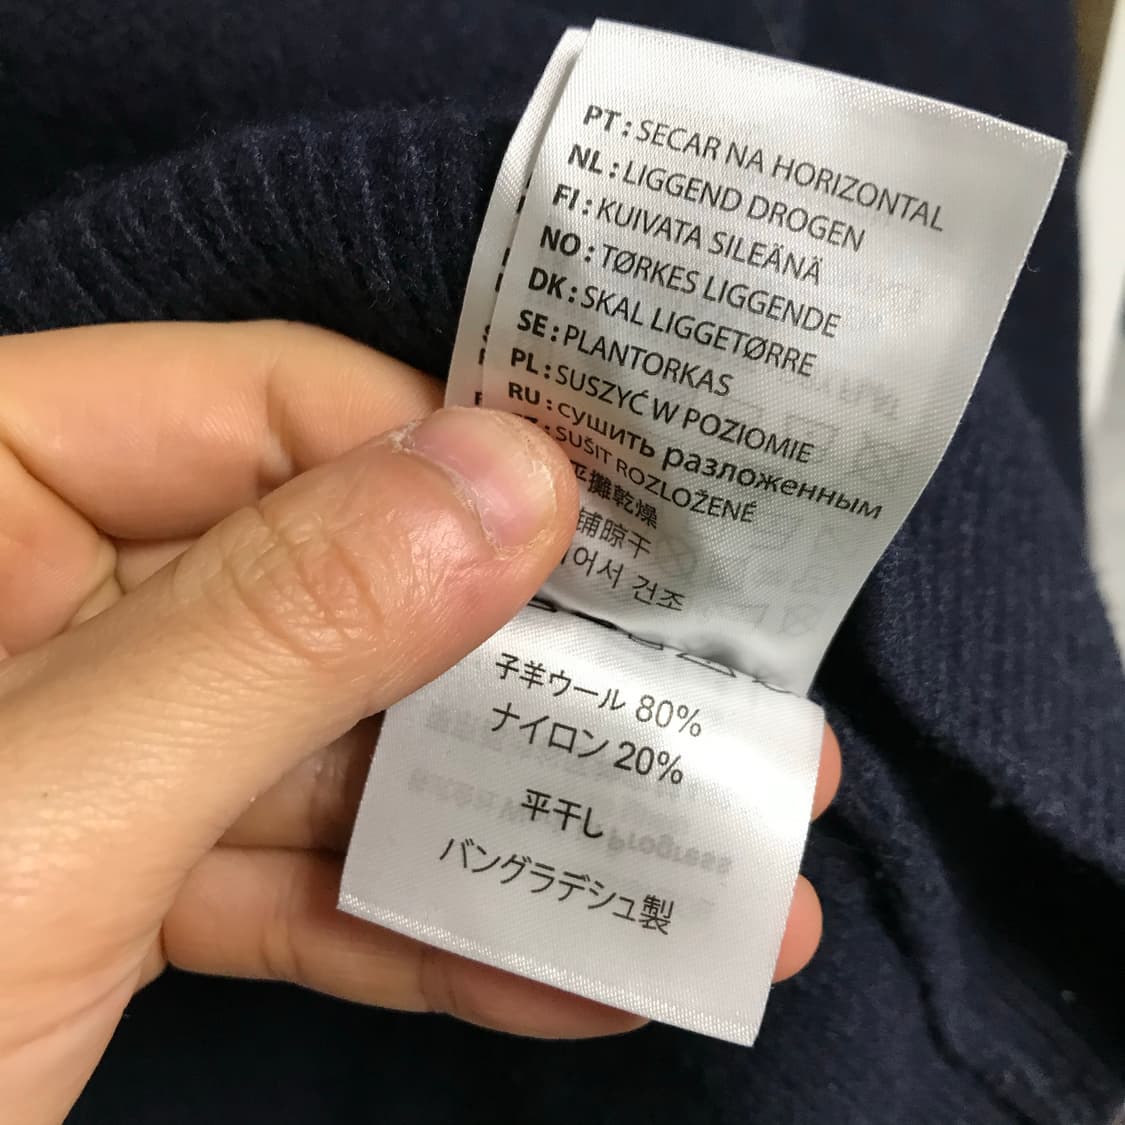 PT : SECAR NA HORIZONTAL
NL : LIGGEND DROGEN
FI : KUIVATA SILEÄNÄ
NO : TØRKES LIGGENDE
DK : SKAL LIGGETØRRE
SE : PLANTORKAS
PL : SUSZYĆ W POZIOMIE
RU : сушить разложенным
SUŠIT ROZLOŽENÉ
平攤乾燥
铺晾干
어서 건조
子羊ウール 80%
ナイロン 20%
平干し
バングラデシュ製